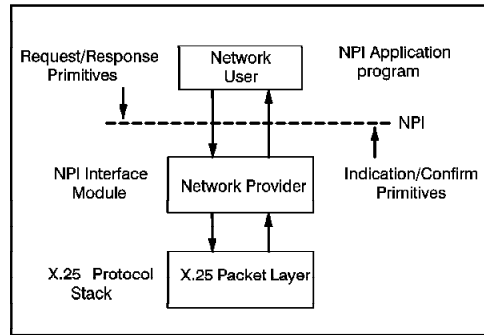 Request/Response
Primitives
Network
User
NPI Application
program
NPI
NPI Interface
Module
Network Provider
Indication/Confirm
Primitives
X.25 Protocol
Stack
X.25 Packet Layer